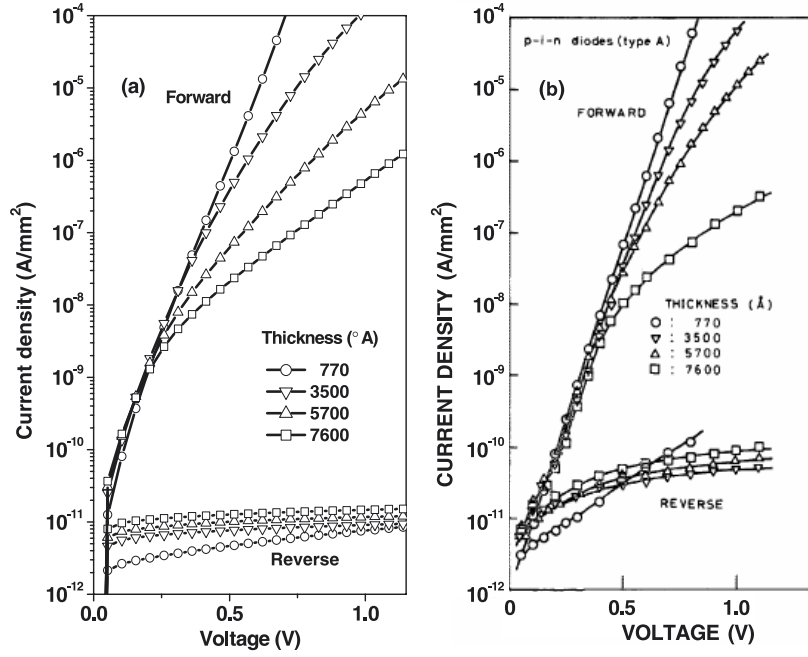 (a)
Forward
Reverse
Thickness (° A)
770
3500
5700
7600
10⁻⁴
10⁻⁵
10⁻⁶
10⁻⁷
10⁻⁸
10⁻⁹
10⁻¹⁰
10⁻¹¹
10⁻¹²
0.0
0.5
1.0
Voltage (V)
Current density (A/mm²)
(b)
p-i-n diodes (type A)
FORWARD
REVERSE
THICKNESS (Å)
: 770
: 3500
: 5700
: 7600
10⁻⁴
10⁻⁵
10⁻⁶
10⁻⁷
10⁻⁸
10⁻⁹
10⁻¹⁰
10⁻¹¹
10⁻¹²
0
0.5
1.0
VOLTAGE (V)
CURRENT DENSITY (A/mm²)